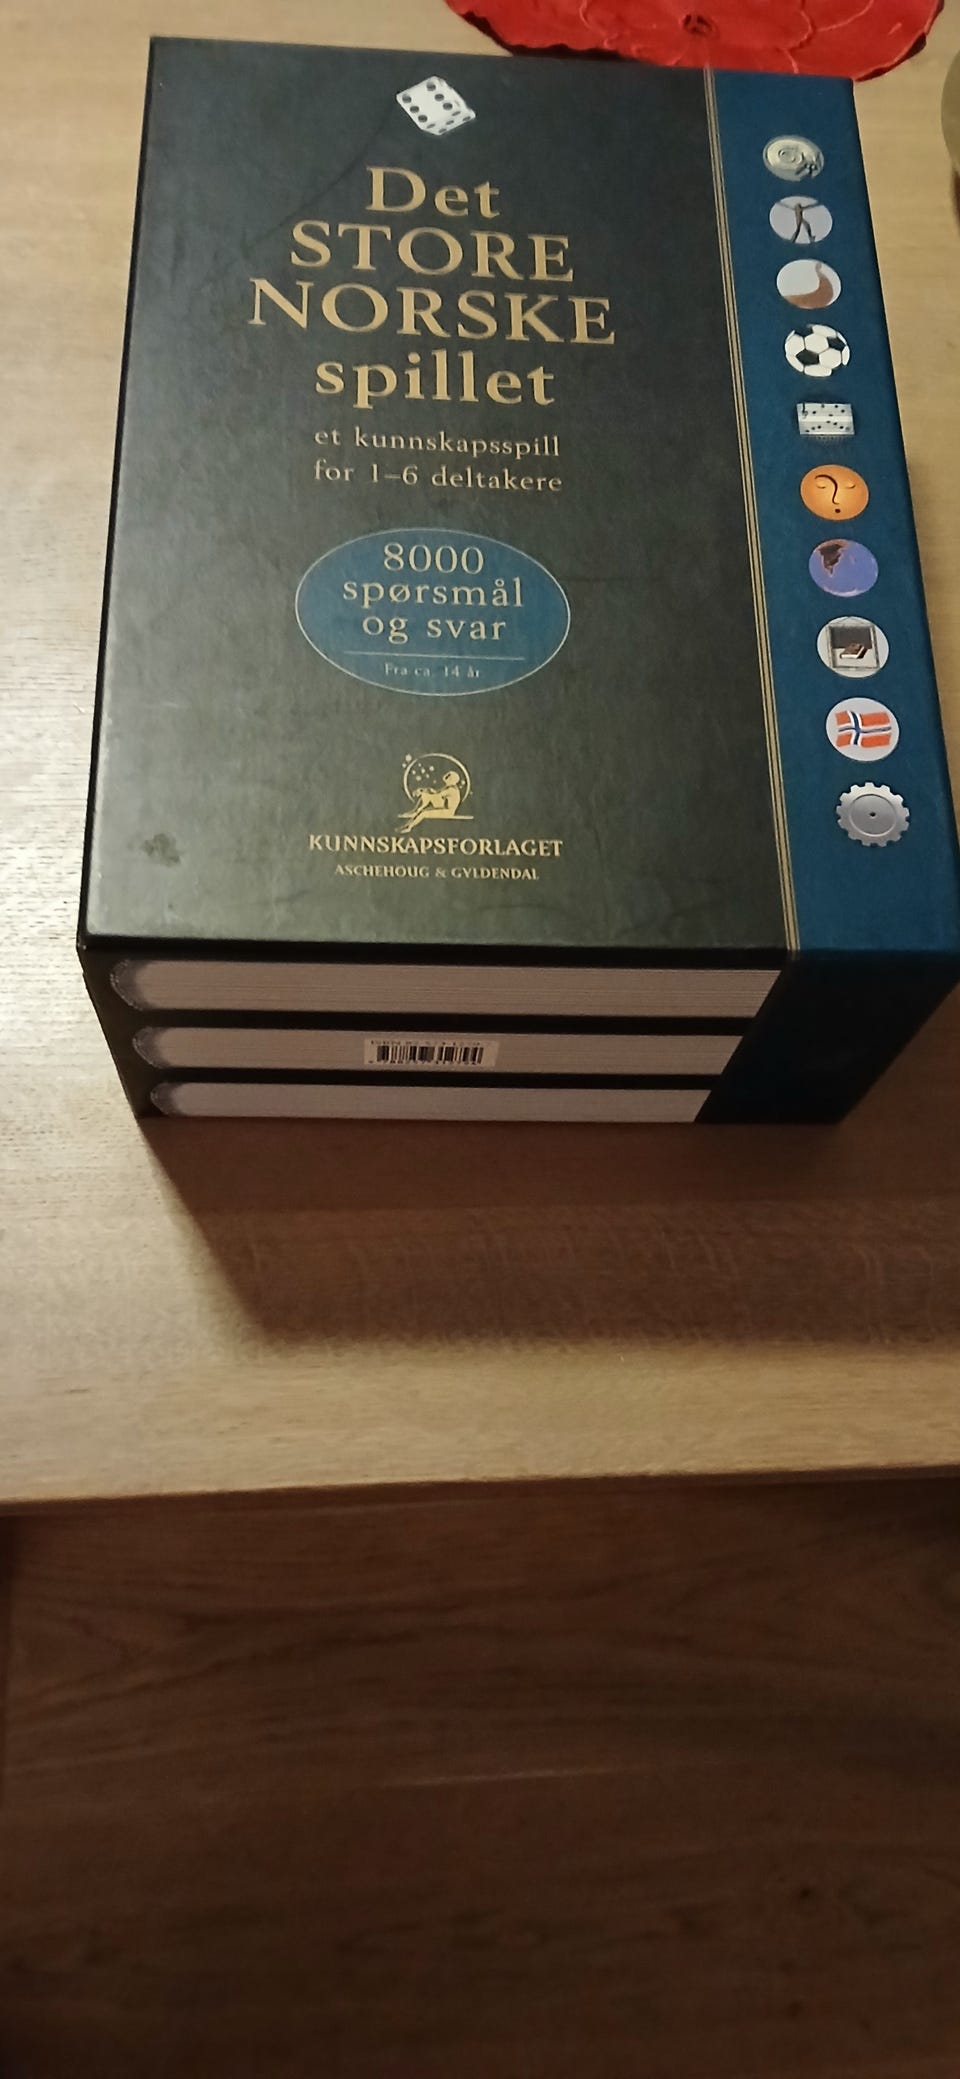 Det
STORE
NORSKE
spillet
et kunnskapsspill
for 1–6 deltakere
8000
spørsmål
og svar
Fra ca. 14 år
KUNNSKAPSFORLAGET
ASCHEHOUG & GYLDENDAL